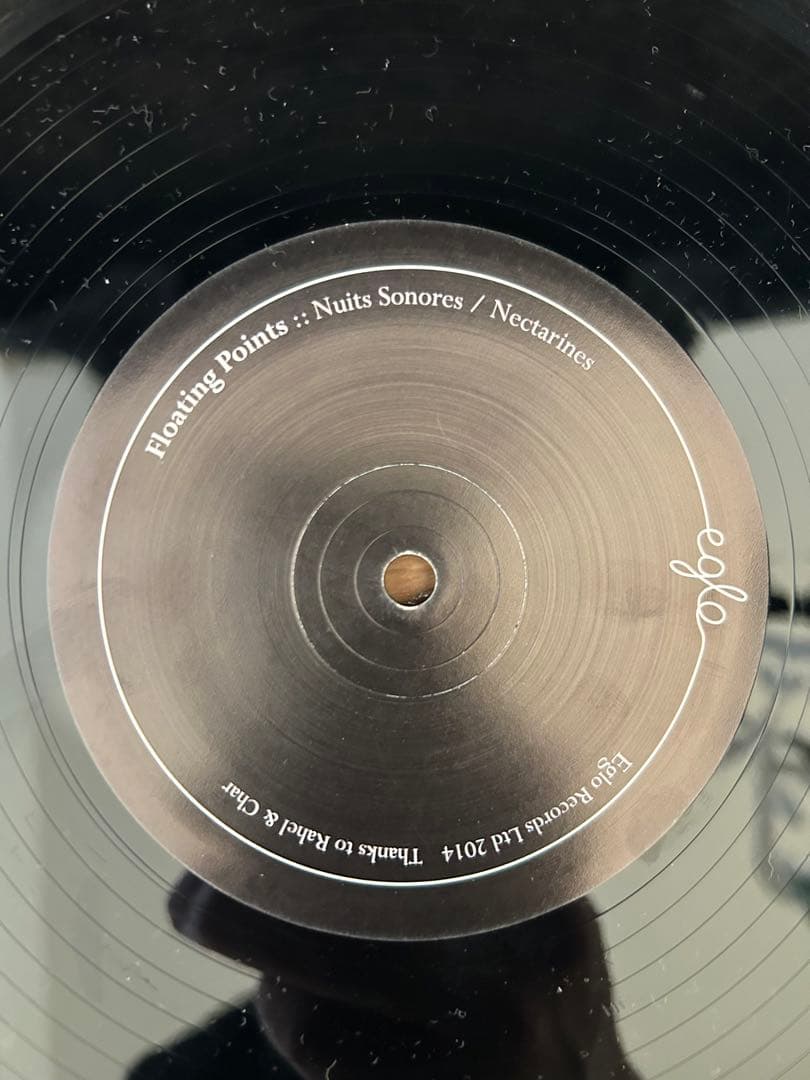 Floating Points :: Nuits Sonores / Nectarines
eglo
Eglo Records Ltd 2014 Thanks to Rahel & Char